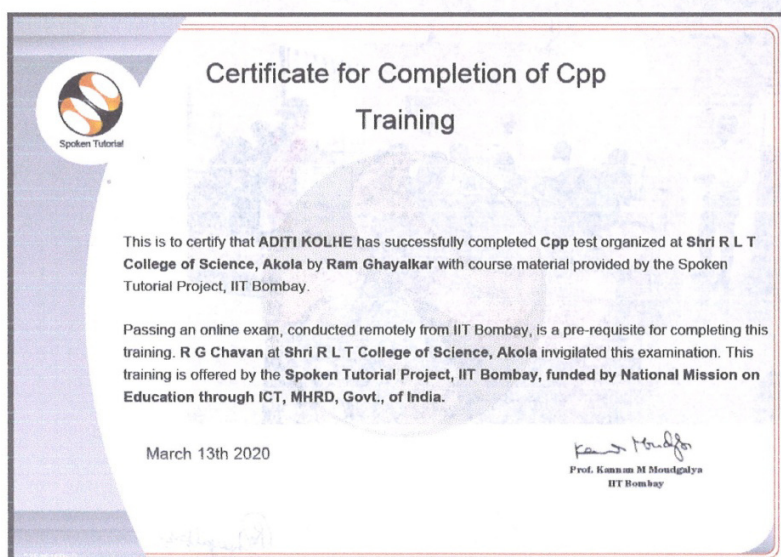 Certificate for Completion of Cpp
Training
Spoken Tutorial
This is to certify that ADITI KOLHE has successfully completed Cpp test organized at Shri R L T
College of Science, Akola by Ram Ghayalkar with course material provided by the Spoken
Tutorial Project, IIT Bombay.
Passing an online exam, conducted remotely from IIT Bombay, is a pre-requisite for completing this
training. R G Chavan at Shri R L T College of Science, Akola invigilated this examination. This
training is offered by the Spoken Tutorial Project, IIT Bombay, funded by National Mission on
Education through ICT, MHRD, Govt., of India.
March 13th 2020
Prof. Kannan M Moudgalya
IIT Bombay